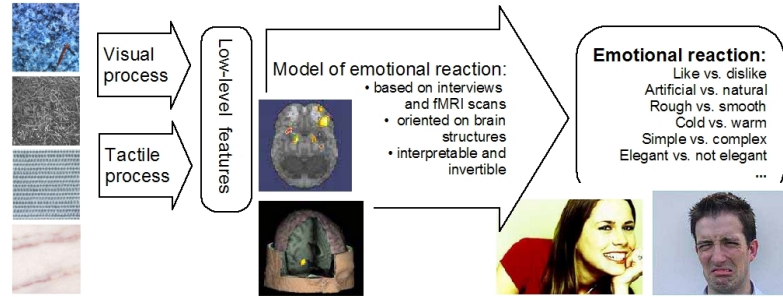 Visual
process
Tactile
process
Low-level features
Model of emotional reaction:
• based on interviews
and fMRI scans
• oriented on brain
structures
• interpretable and
invertible
Emotional reaction:
Like vs. dislike
Artificial vs. natural
Rough vs. smooth
Cold vs. warm
Simple vs. complex
Elegant vs. not elegant
...